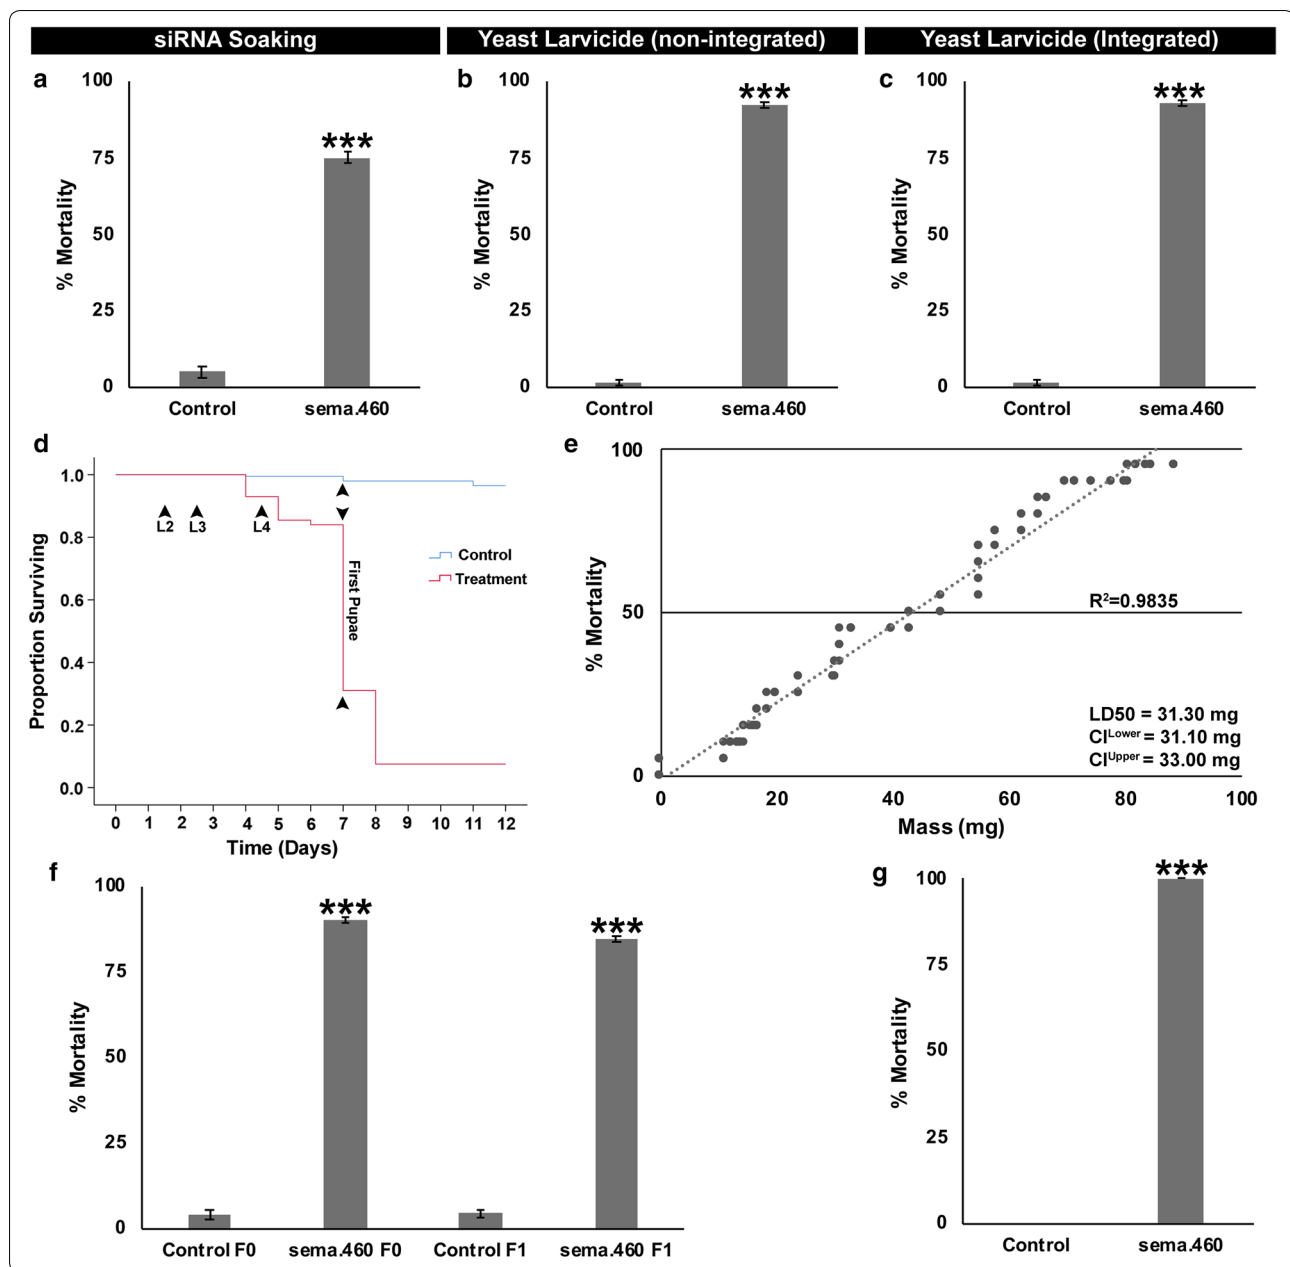 siRNA Soaking
Yeast Larvicide (non-integrated)
Yeast Larvicide (Integrated)
a
100
75
50
25
0
% Mortality
***
Control
sema.460
b
100
75
50
25
0
% Mortality
***
Control
sema.460
c
100
75
50
25
0
% Mortality
***
Control
sema.460
d
1.0
0.8
0.6
0.4
0.2
0.0
Proportion Surviving
L2
L3
L4
First Pupae
Control
Treatment
0 1 2 3 4 5 6 7 8 9 10 11 12
Time (Days)
e
100
50
0
% Mortality
R²=0.9835
LD50 = 31.30 mg
CI^Lower = 31.10 mg
CI^Upper = 33.00 mg
0 20 40 60 80 100
Mass (mg)
f
100
75
50
25
0
% Mortality
***
***
Control F0
sema.460 F0
Control F1
sema.460 F1
g
100
75
50
25
0
% Mortality
***
Control
sema.460